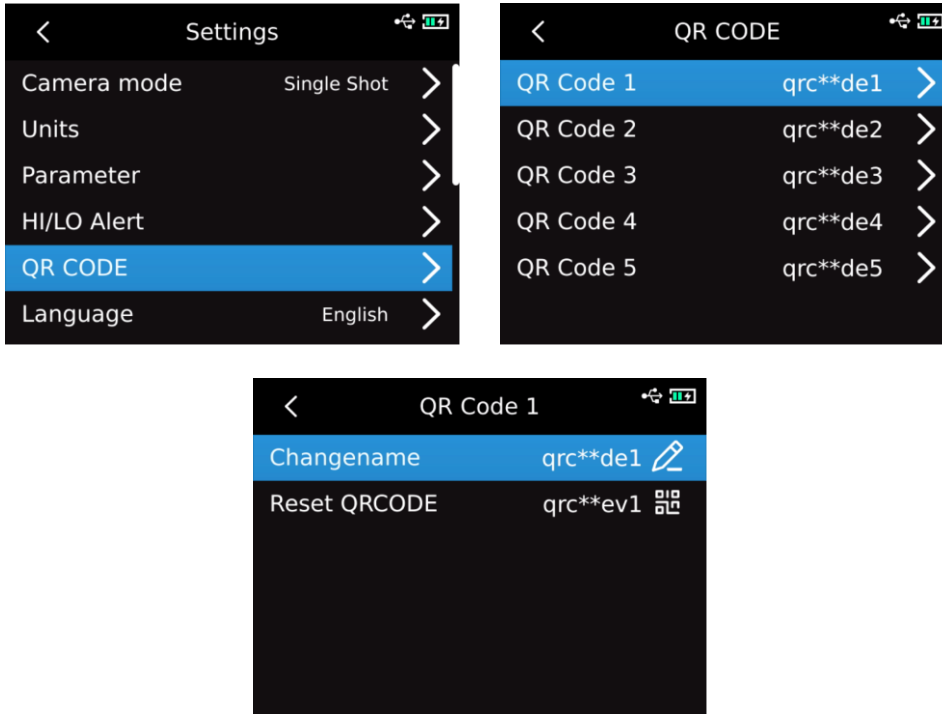 Settings
Camera mode Single Shot
Units
Parameter
HI/LO Alert
QR CODE
Language English
QR CODE
QR Code 1 qrc**de1
QR Code 2 qrc**de2
QR Code 3 qrc**de3
QR Code 4 qrc**de4
QR Code 5 qrc**de5
QR Code 1
Changename qrc**de1
Reset QRCODE qrc**ev1